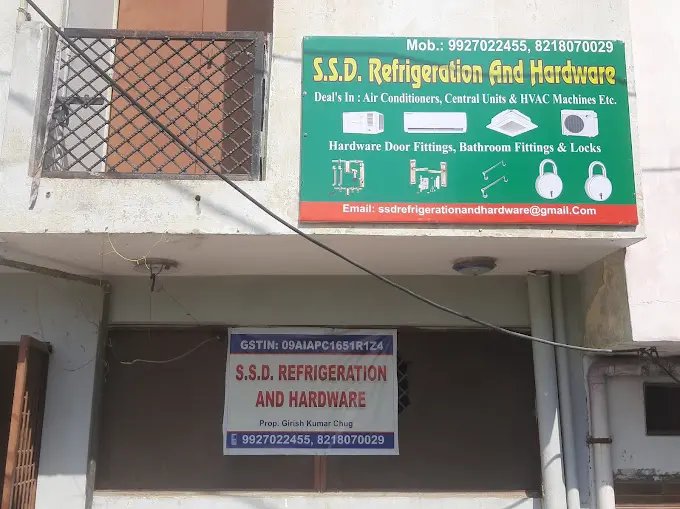 Mob.: 9927022455, 8218070029
S.S.D. Refrigeration And Hardware
Deal's In : Air Conditioners, Central Units & HVAC Machines Etc.
Hardware Door Fittings, Bathroom Fittings & Locks
Email: ssdrefrigerationandhardware@gmail.Com
GSTIN: 09AIAPC1651R1Z4
S.S.D. REFRIGERATION
AND HARDWARE
Prop. Girish Kumar Chug
9927022455, 8218070029